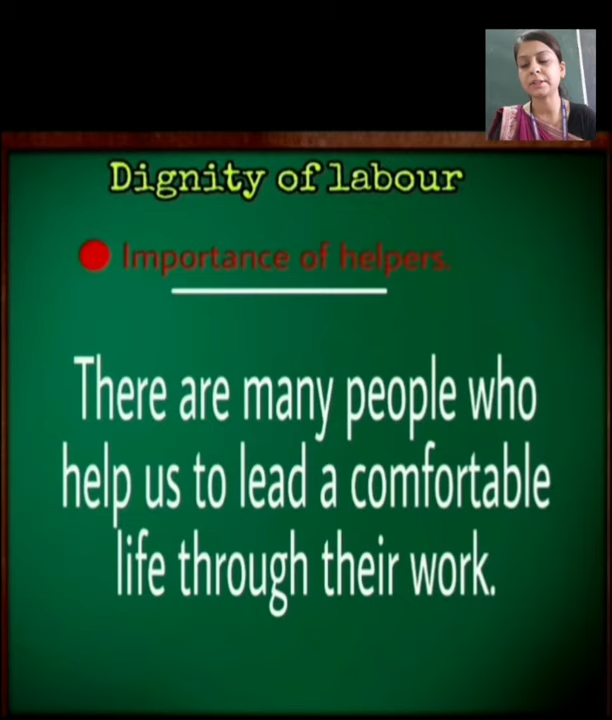 Dignity of labour
Importance of helpers.
There are many people who
help us to lead a comfortable
life through their work.